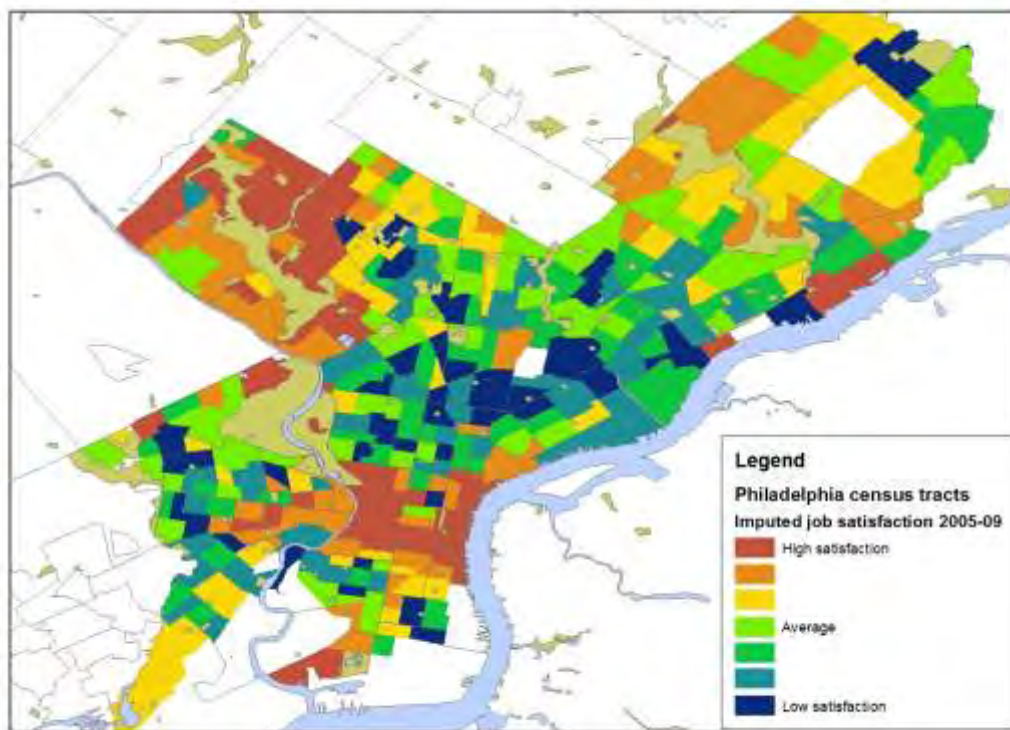 Legend
Philadelphia census tracts
Imputed job satisfaction 2005-09
High satisfaction
Average
Low satisfaction